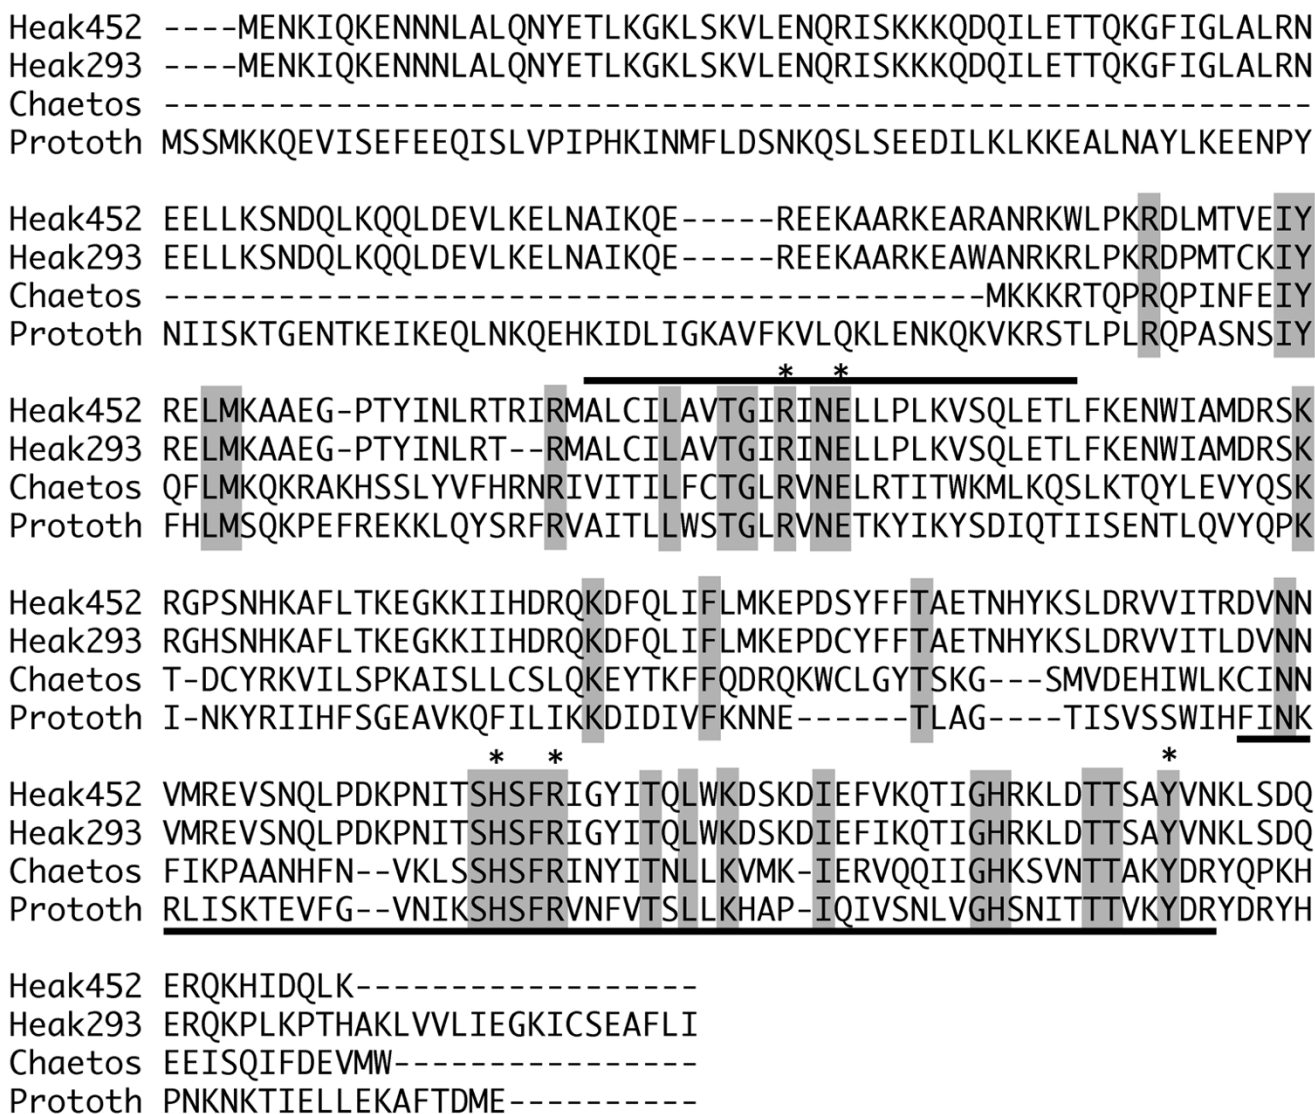 Heak452 ----MENKIQKENNNLALQNYETLKGKLSKVLENQRISKKKQDQILETTQKGFIGLALRN
Heak293 ----MENKIQKENNNLALQNYETLKGKLSKVLENQRISKKKQDQILETTQKGFIGLALRN
Chaetos ------------------------------------------------------------
Prototh MSSMKKQEVISEFEEQISLVPIPHKINMFLDSNKQSLSEEDILKLKKEALNAYLKEENPY
Heak452 EELLKSNDQLKQQLDEVLKELNAIKQE-----REEKAARKEARANRKWLPKRDLMTVEIY
Heak293 EELLKSNDQLKQQLDEVLKELNAIKQE-----REEKAARKEAWANRKRLPKRDPMTCKIY
Chaetos -------------------------------------------MKKKRTQPRQPINFEIY
Prototh NIISKTGENTKEIKEQLNKQEHKIDLIGKAVFKVLQKLENKQKVKRSTLPLRQPASNSIY
* *
Heak452 RELMKAAEG-PTYINLRTRIRMALCILAVTGIRINELLPLKVSQLETLFKENWIAMDRSK
Heak293 RELMKAAEG-PTYINLRT--RMALCILAVTGIRINELLPLKVSQLETLFKENWIAMDRSK
Chaetos QFLMKQKRAKHSSLYVFHRNRIVITILFCTGLRVNELRTITWKMLKQSLKTQYLEVYQSK
Prototh FHLMSQKPEFREKKLQYSRFRVAITLLWSTGLRVNETKYIKYSDIQTIISENTLQVYQPK
Heak452 RGPSNHKAFLTKEGKKIIHDRQKDFQLIFLMKEPDSYFFTAETNHYKSLDRVVITRDVNN
Heak293 RGHSNHKAFLTKEGKKIIHDRQKDFQLIFLMKEPDCYFFTAETNHYKSLDRVVITLDVNN
Chaetos T-DCYRKVILSPKAISLLCSLQKEYTKFFQDRQKWCLGYTSKG---SMVDEHIWLKCINN
Prototh I-NKYRIIHFSGEAVKQFILIKKDIDIVFKNNE------TLAG----TISVSSWIHFINK
* * *
Heak452 VMREVSNQLPDKPNITSHSFRIGYITQLWKDSKDIEFVKQTIGHRKLDTTSAYVNKLSDQ
Heak293 VMREVSNQLPDKPNITSHSFRIGYITQLWKDSKDIEFIKQTIGHRKLDTTSAYVNKLSDQ
Chaetos FIKPAANHFN--VKLSSHSFRINYITNLLKVMK-IERVQQIIGHKSVNTTAKYDRYQPKH
Prototh RLISKTEVFG--VNIKSHSFRVNFVTSLLKHAP-IQIVSNLVGHSNITTTVKYDRYDRYH
Heak452 ERQKHIDQLK------------------
Heak293 ERQKPLKPTHAKLVVLIEGKICSEAFLI
Chaetos EEISQIFDEVMW----------------
Prototh PNKNKTIELLEKAFTDME----------